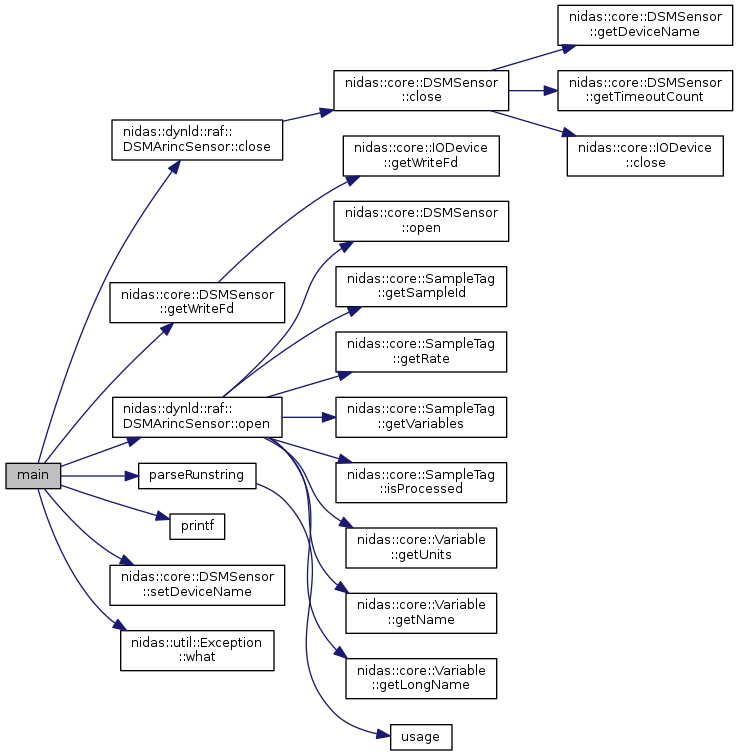 nidas::core::DSMSensor
::getDeviceName
nidas::core::DSMSensor
::close
nidas::core::DSMSensor
::getTimeoutCount
nidas::dynld::raf::
DSMArincSensor::close
nidas::core::IODevice
::getWriteFd
nidas::core::IODevice
::close
nidas::core::DSMSensor
::open
nidas::core::DSMSensor
::getWriteFd
nidas::core::SampleTag
::getSampleId
nidas::core::SampleTag
::getRate
nidas::dynld::raf::
DSMArincSensor::open
nidas::core::SampleTag
::getVariables
main
parseRunstring
nidas::core::SampleTag
::isProcessed
printf
nidas::core::Variable
::getUnits
nidas::core::DSMSensor
::setDeviceName
nidas::core::Variable
::getName
nidas::util::Exception
::what
nidas::core::Variable
::getLongName
usage